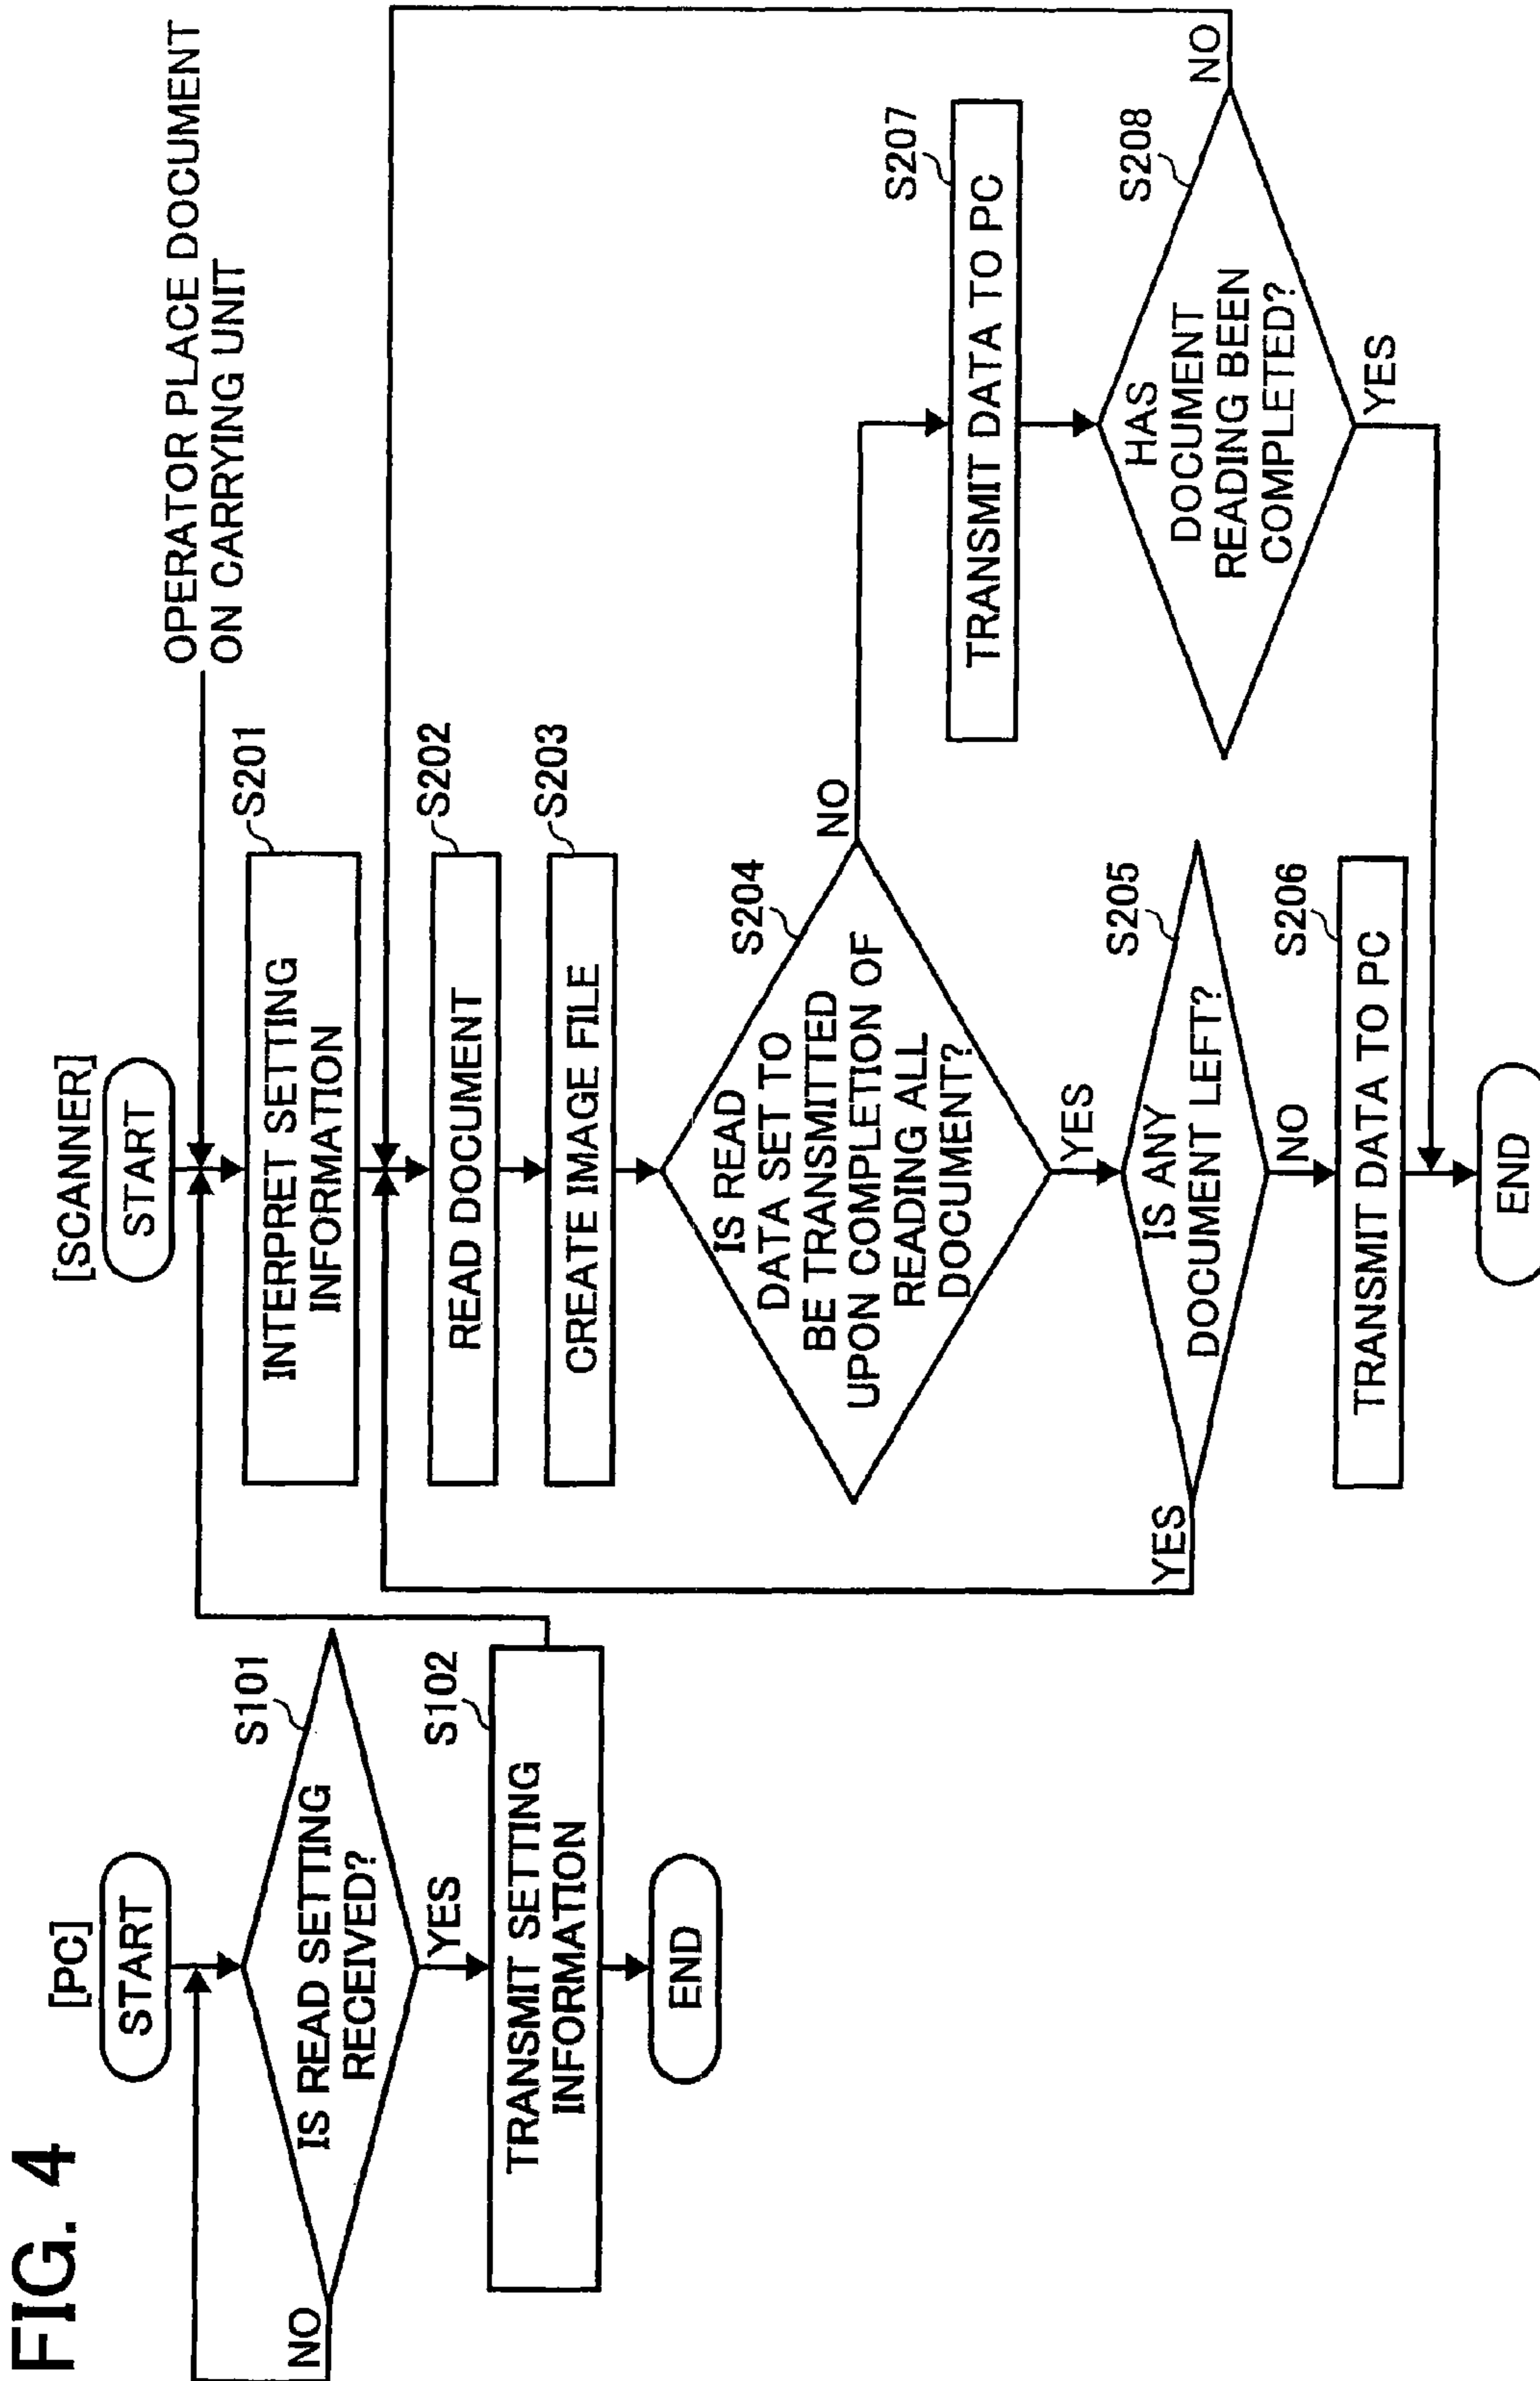 FIG. 4
[PC]
START
IS READ SETTING
RECEIVED?
S101
NO
YES
TRANSMIT SETTING
INFORMATION
S102
END
[SCANNER]
START
OPERATOR PLACE DOCUMENT
ON CARRYING UNIT
INTERPRET SETTING
INFORMATION
S201
READ DOCUMENT
S202
CREATE IMAGE FILE
S203
IS READ
DATA SET TO
BE TRANSMITTED
UPON COMPLETION OF
READING ALL
DOCUMENT?
S204
NO
YES
IS ANY
DOCUMENT LEFT?
S205
YES
NO
TRANSMIT DATA TO PC
S206
TRANSMIT DATA TO PC
S207
HAS
DOCUMENT
READING BEEN
COMPLETED?
S208
NO
YES
END